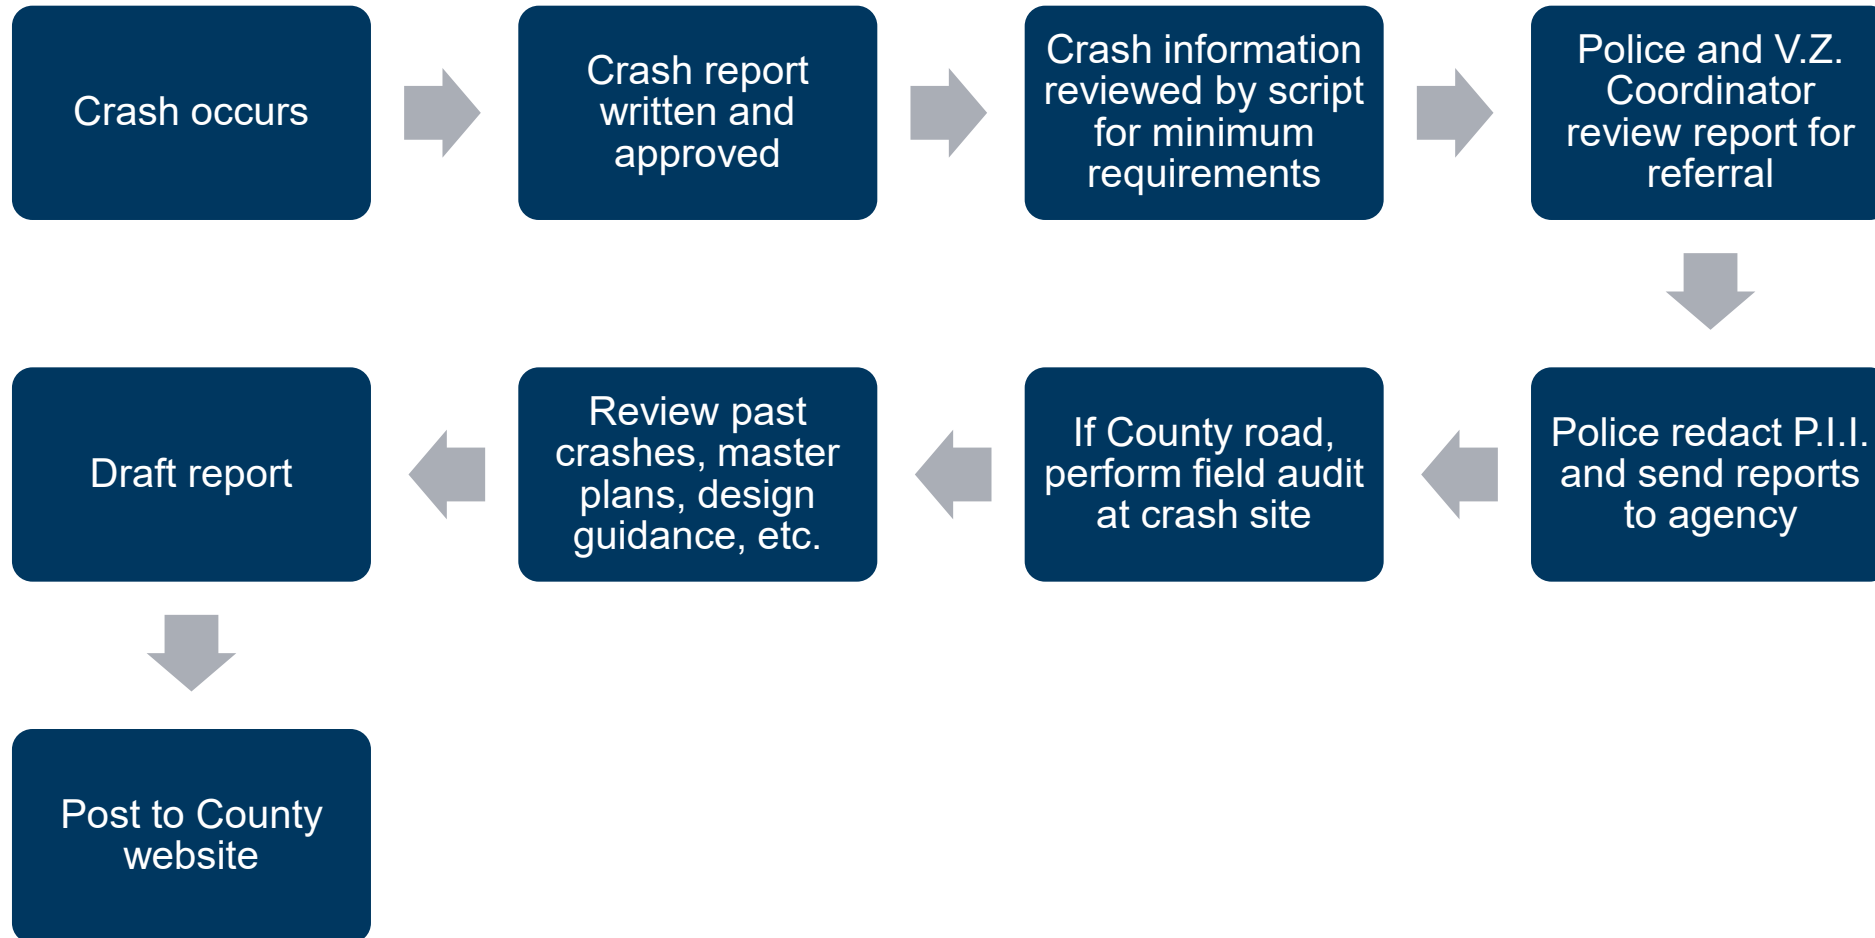 Crash occurs
Crash report
written and
approved
Crash information
reviewed by script
for minimum
requirements
Police and V.Z.
Coordinator
review report for
referral
Police redact P.I.I.
and send reports
to agency
If County road,
perform field audit
at crash site
Review past
crashes, master
plans, design
guidance, etc.
Draft report
Post to County
website